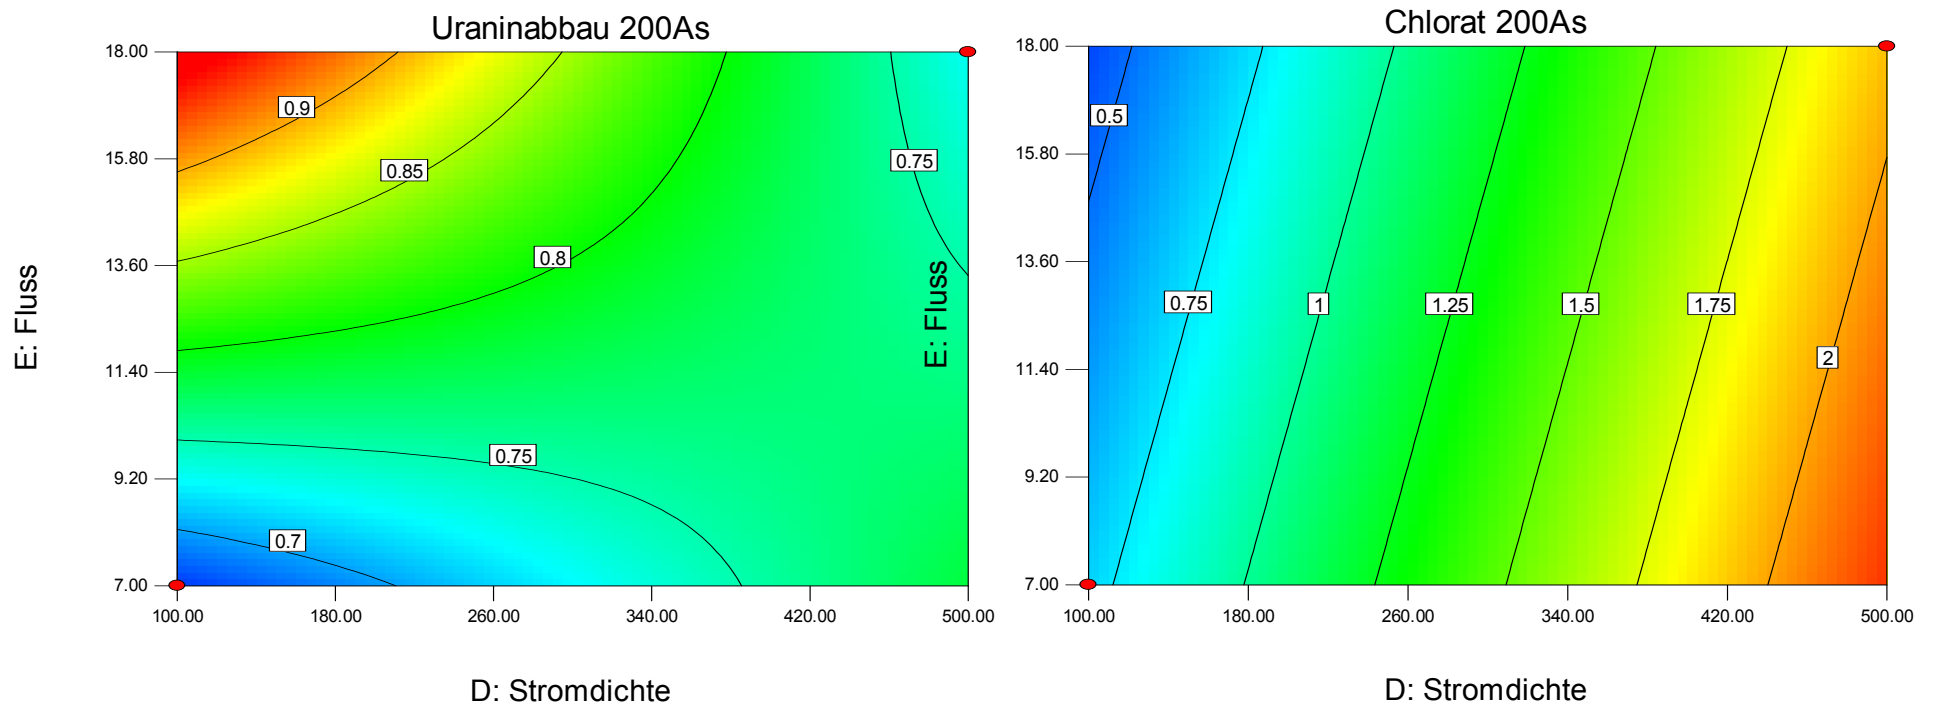 Uraninabbau 200As
18.00
15.80
13.60
11.40
9.20
7.00
E: Fluss
0.9
0.85
0.8
0.75
0.75
0.7
100.00 180.00 260.00 340.00 420.00 500.00
D: Stromdichte
Chlorat 200As
18.00
15.80
13.60
11.40
9.20
7.00
E: Fluss
0.5
0.75 1 1.25 1.5 1.75
2
100.00 180.00 260.00 340.00 420.00 500.00
D: Stromdichte